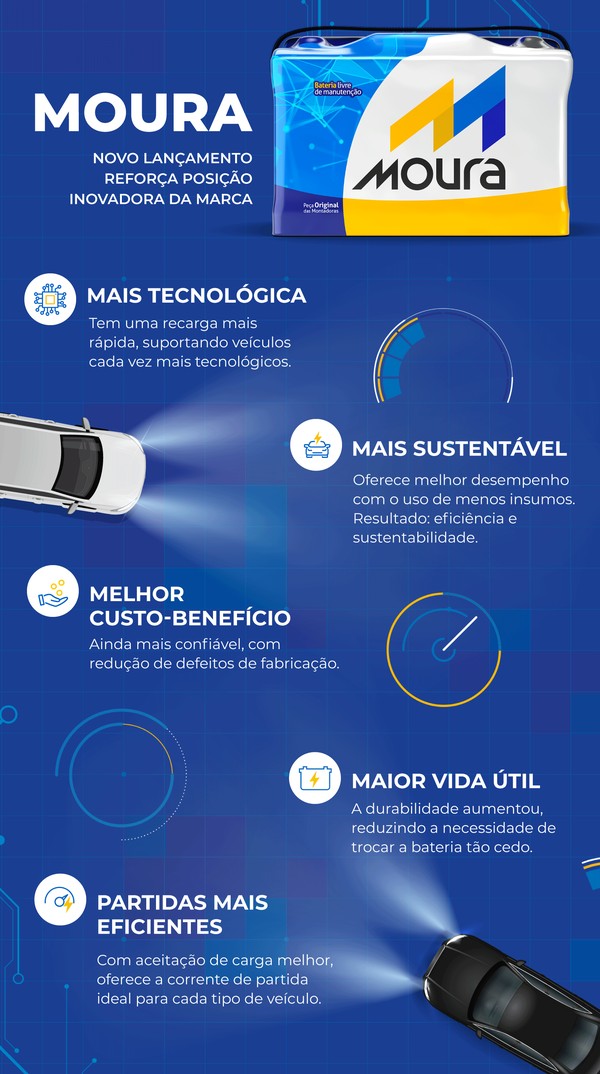 MOURA
NOVO LANÇAMENTO
REFORÇA POSIÇÃO
INOVADORA DA MARCA
Bateria livre
de manutenção
moura
Peça Original
das Montadoras
MAIS TECNOLÓGICA
Tem uma recarga mais
rápida, suportando veículos
cada vez mais tecnológicos.
MAIS SUSTENTÁVEL
Oferece melhor desempenho
com o uso de menos insumos.
Resultado: eficiência e
sustentabilidade.
MELHOR
CUSTO-BENEFÍCIO
Ainda mais confiável, com
redução de defeitos de fabricação.
MAIOR VIDA ÚTIL
A durabilidade aumentou,
reduzindo a necessidade de
trocar a bateria tão cedo.
PARTIDAS MAIS
EFICIENTES
Com aceitação de carga melhor,
oferece a corrente de partida
ideal para cada tipo de veículo.